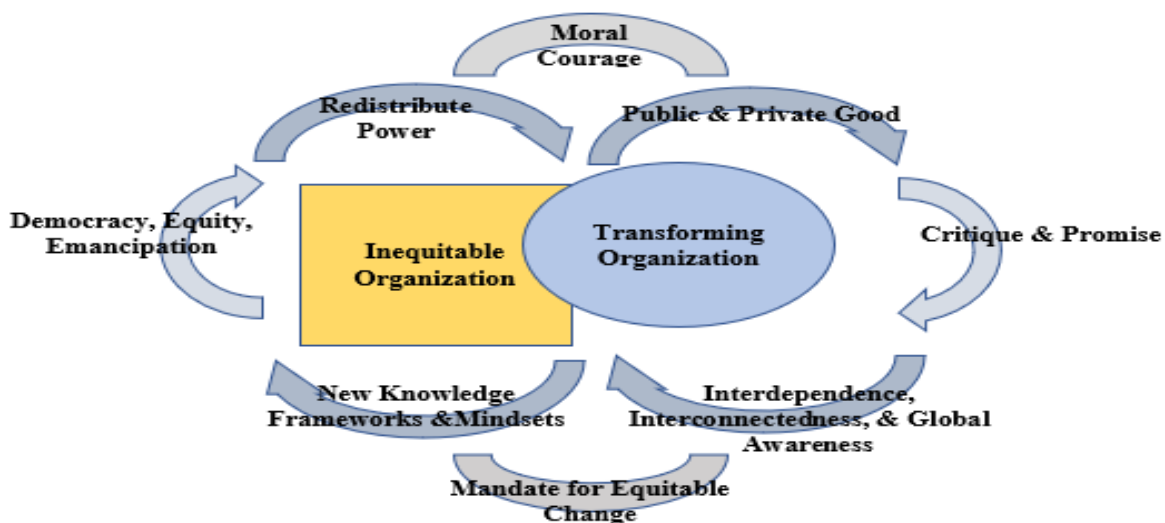 Moral
Courage
Redistribute
Power
Public & Private Good
Democracy, Equity,
Emancipation
Inequitable
Organization
Transforming
Organization
Critique & Promise
New Knowledge
Frameworks &Mindsets
Interdependence,
Interconnectedness, & Global
Awareness
Mandate for Equitable
Change